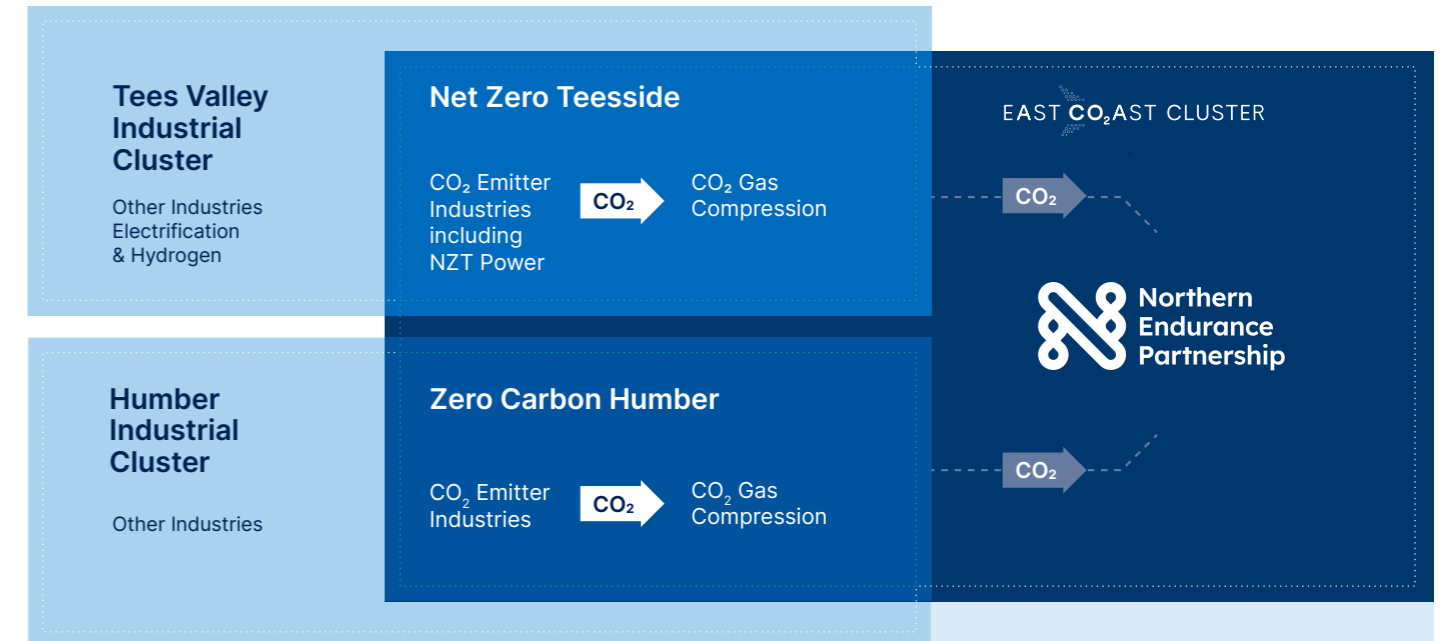 Tees Valley
Industrial
Cluster
Other Industries
Electrification
& Hydrogen
Net Zero Teesside
CO₂ Emitter
Industries
including
NZT Power
CO₂
CO₂ Gas
Compression
EAST CO₂AST CLUSTER
CO₂
Northern
Endurance
Partnership
Humber
Industrial
Cluster
Other Industries
Zero Carbon Humber
CO₂ Emitter
Industries
CO₂
CO₂ Gas
Compression
CO₂